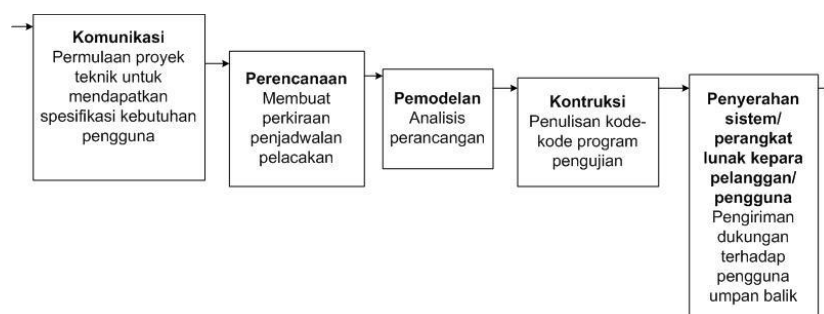 Komunikasi
Permulaan proyek
teknik untuk
mendapatkan
spesifikasi kebutuhan
pengguna
Perencanaan
Membuat
perkiraan
penjadwalan
pelacakan
Pemodelan
Analisis
perancangan
Kontruksi
Penulisan kode-
kode program
pengujian
Penyerahan
sistem/
perangkat
lunak kepara
pelanggan/
pengguna
Pengiriman
dukungan
terhadap
pengguna
umpan balik